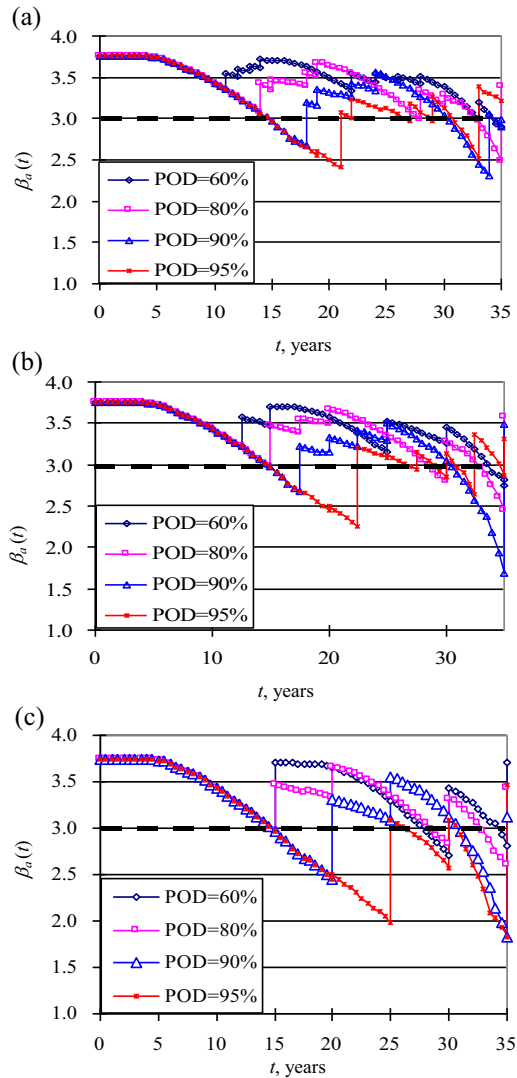 (a)
4.0
3.5
3.0
2.5
2.0
1.5
1.0
βa(t)
POD=60%
POD=80%
POD=90%
POD=95%
0 5 10 15 20 25 30 35
t, years
(b)
4.0
3.5
3.0
2.5
2.0
1.5
1.0
βa(t)
POD=60%
POD=80%
POD=90%
POD=95%
0 10 20 30
t, years
(c)
4.0
3.5
3.0
2.5
2.0
1.5
1.0
βa(t)
POD=60%
POD=80%
POD=90%
POD=95%
0 5 10 15 20 25 30 35
t, years